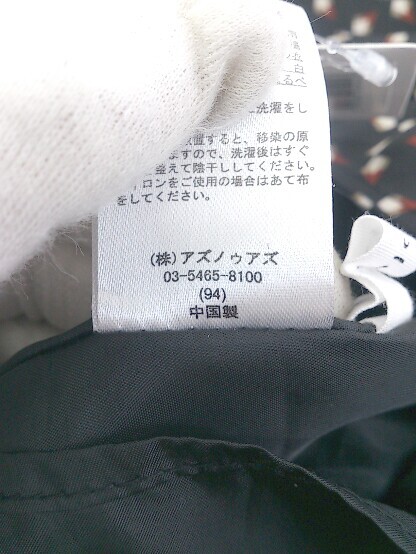 白
洗濯をし
置すると、移染の原
ますので、洗濯後はすぐ
整えて陰干ししてください。
イロンをご使用の場合はあて布
をしてください。
(株)アズノゥアズ
03-5465-8100
(94)
中国製